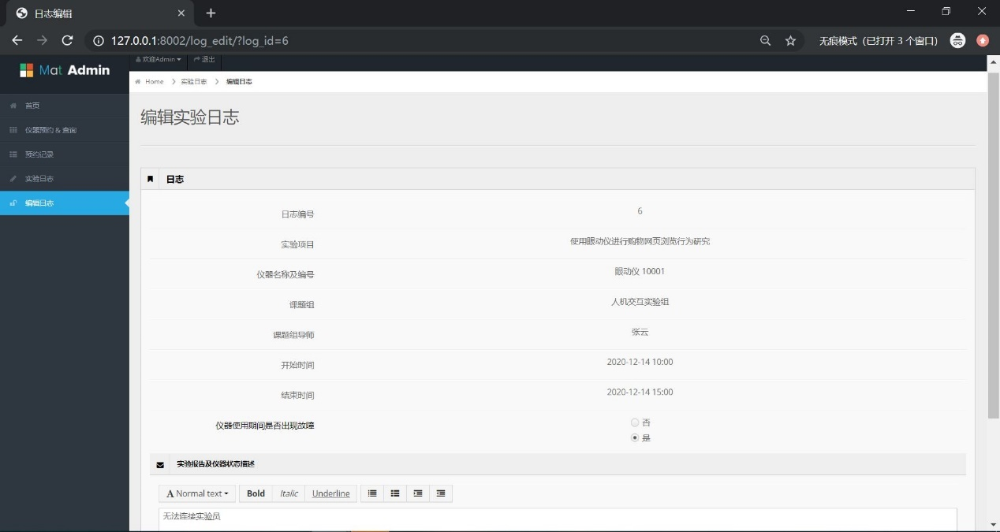 日志编辑
127.0.0.1:8002/log_edit/?log_id=6
无痕模式（已打开 3 个窗口）
Mat Admin
欢迎Admin 退出
Home 实验日志 编辑日志
首页
仪器预约 & 查询
预约记录
实验日志
编辑日志
编辑实验日志
日志
日志编号 6
实验项目 使用眼动仪进行购物网页浏览行为研究
仪器名称及编号 眼动仪 10001
课题组 人机交互实验组
课题组导师 张云
开始时间 2020-12-14 10:00
结束时间 2020-12-14 15:00
仪器使用期间是否出现故障 否
是
实验报告及仪器状态描述
A Normal text Bold Italic Underline
无法连接实验员